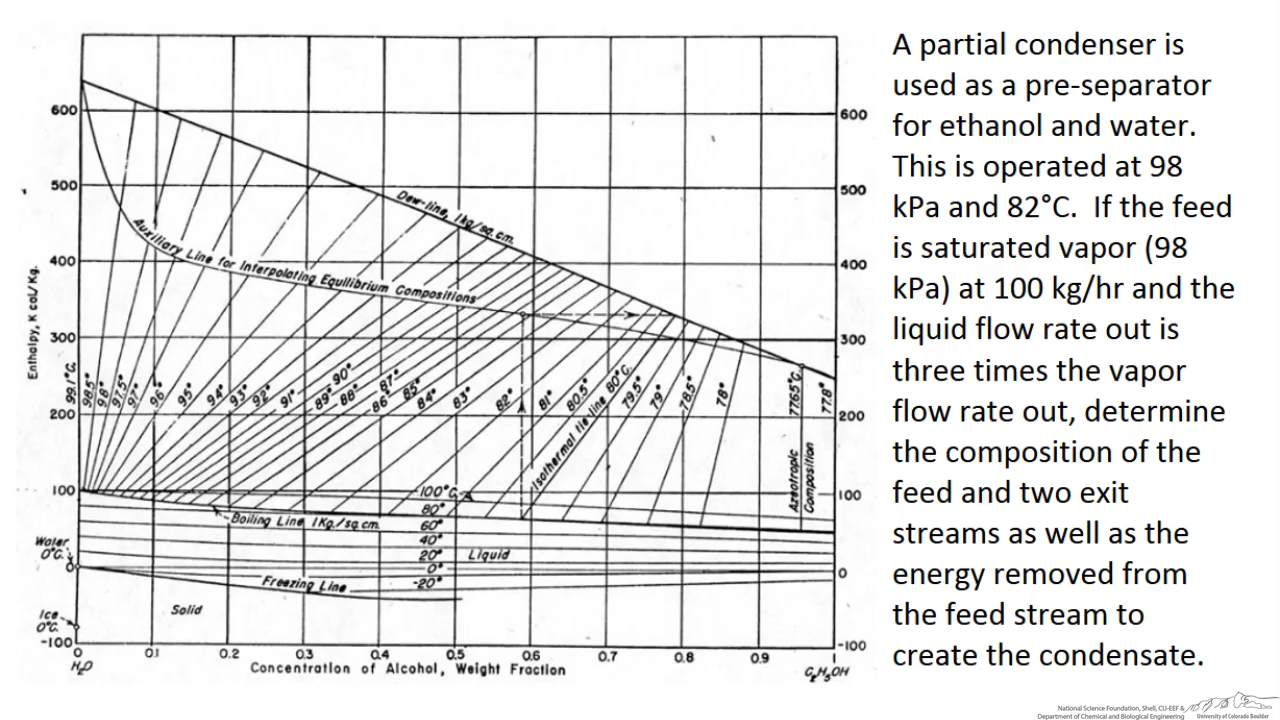 A partial condenser is
used as a pre-separator
for ethanol and water.
This is operated at 98
kPa and 82°C. If the feed
is saturated vapor (98
kPa) at 100 kg/hr and the
liquid flow rate out is
three times the vapor
flow rate out, determine
the composition of the
feed and two exit
streams as well as the
energy removed from
the feed stream to
create the condensate.
Enthalpy, K cal/Kg.
600
500
400
300
200
100
0
-100
600
500
400
300
200
100
0
-100
Dew-line, 1 kg/sq.cm.
Auxiliary Line for Interpolating Equilibrium Compositions
99.1°C.
98.5°
98°
97.5°
97°
96°
95°
94°
93°
92°
91°
90°
89°
88°
87°
86°
85°
84°
83°
82°
81°
80.5°
Isothermal tie line 80°C.
79.5°
79°
78.5°
78°
77.65°C.
77.8°
Azeotropic
Composition
100°C.
80°
60°
40°
20°
0°
-20°
Boiling Line 1 Kg./sq.cm.
Liquid
Freezing Line
Solid
Water
0°C.
Ice
0°C.
0
0.1
0.2
0.3
0.4
0.5
0.6
0.7
0.8
0.9
1
H₂O
Concentration of Alcohol, Weight Fraction
C₂H₅OH
National Science Foundation, Shell, CU-EEF &
Department of Chemical and Biological Engineering
University of Colorado Boulder